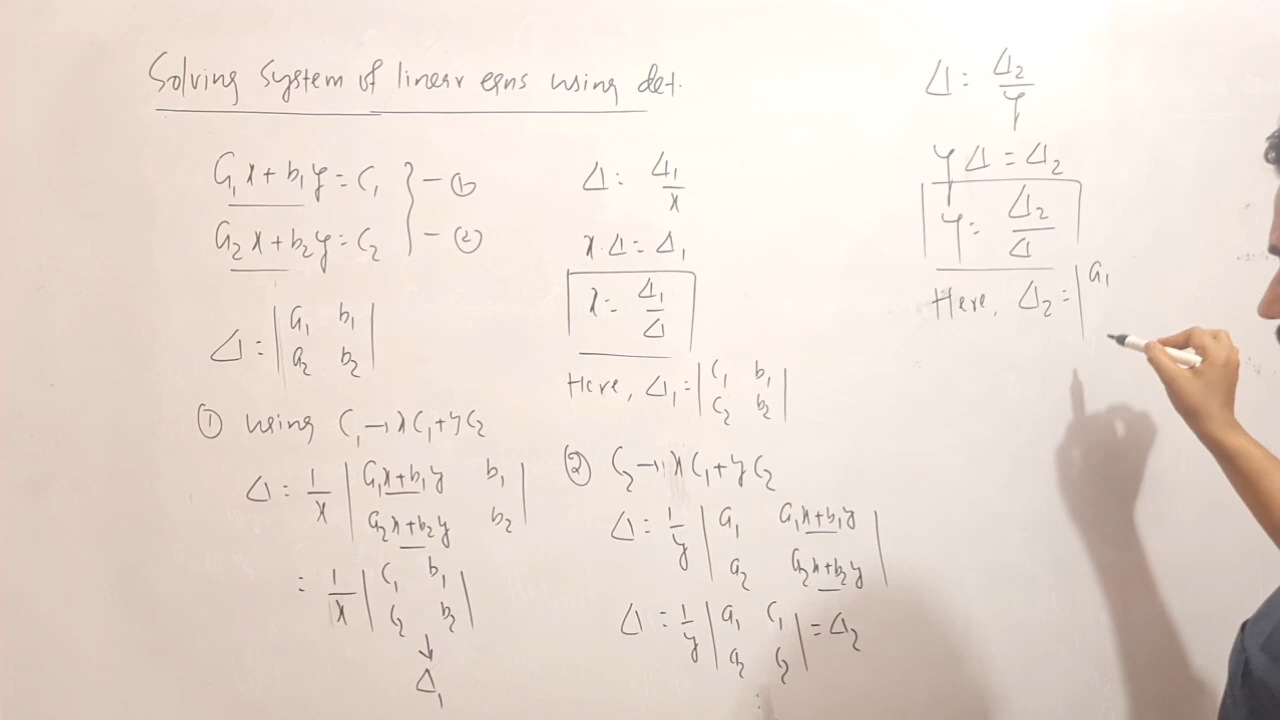 Solving System of linear eqns using det.
a₁x + b₁y = c₁ } — ①
a₂x + b₂y = c₂ } — ②
Δ = | a₁ b₁ |
| a₂ b₂ |
① using C₁ → xC₁ + yC₂
Δ = 1/x | a₁x + b₁y b₁ |
| a₂x + b₂y b₂ |
= 1/x | c₁ b₁ |
| c₂ b₂ |
↓
Δ₁
Δ = Δ₁/x
x·Δ = Δ₁
x = Δ₁/Δ
Here, Δ₁ = | c₁ b₁ |
| c₂ b₂ |
② C₂ → xC₁ + yC₂
Δ = 1/y | a₁ a₁x + b₁y |
| a₂ a₂x + b₂y |
Δ = 1/y | a₁ c₁ | = Δ₂
| a₂ c₂ |
Δ = Δ₂/y
yΔ = Δ₂
y = Δ₂/Δ
Here, Δ₂ = | a₁